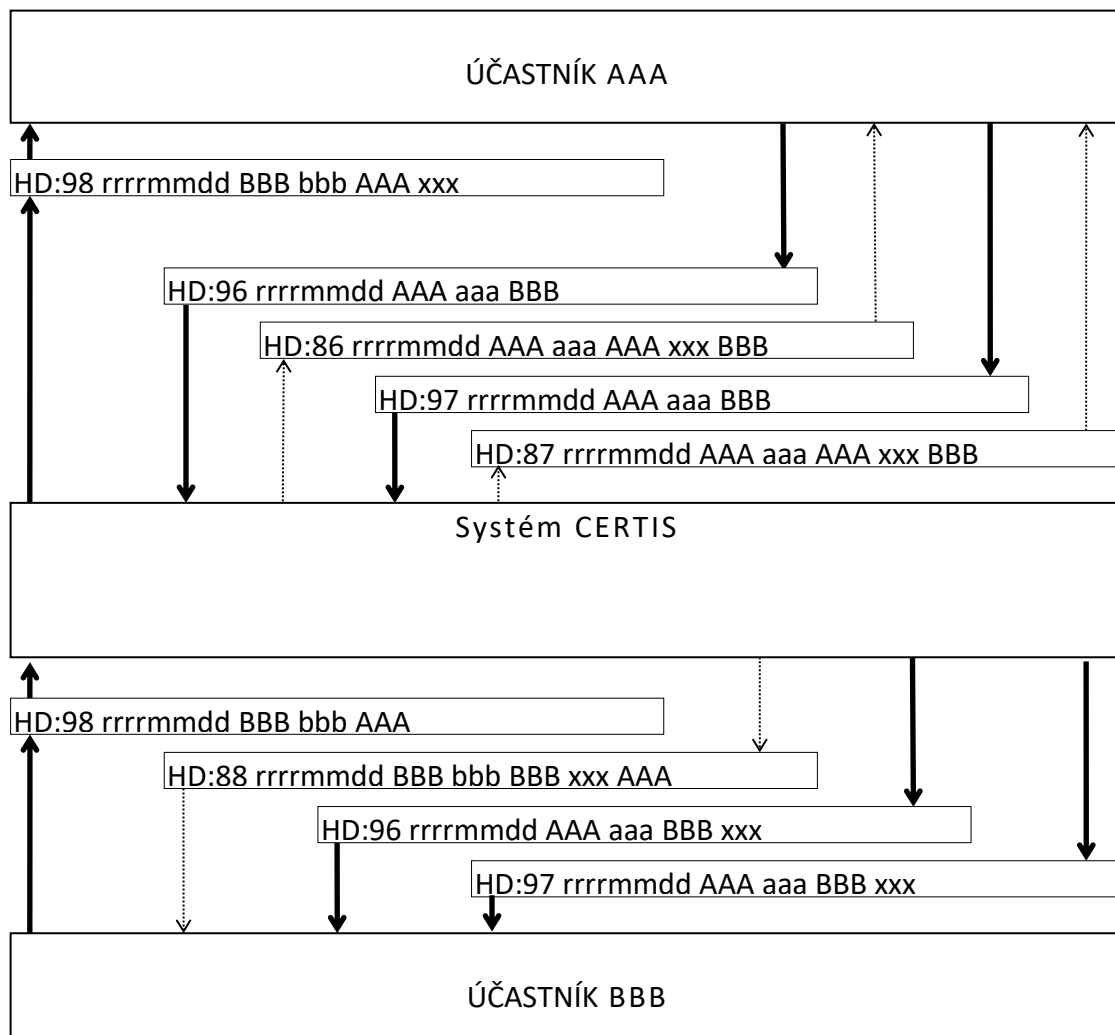 ÚČASTNÍK AAA
HD:98 rrrrmmdd BBB bbb AAA xxx
HD:96 rrrrmmdd AAA aaa BBB
HD:86 rrrrmmdd AAA aaa AAA xxx BBB
HD:97 rrrrmmdd AAA aaa BBB
HD:87 rrrrmmdd AAA aaa AAA xxx BBB
Systém CERTIS
HD:98 rrrrmmdd BBB bbb AAA
HD:88 rrrrmmdd BBB bbb BBB xxx AAA
HD:96 rrrrmmdd AAA aaa BBB xxx
HD:97 rrrrmmdd AAA aaa BBB xxx
ÚČASTNÍK BBB